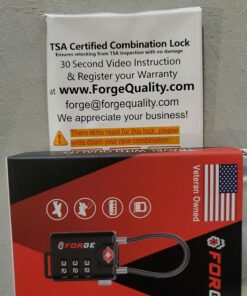 TSA Certified Combination Lock
Ensures relocking from TSA inspection with no damage
30 Second Video Instruction
& Register your Warranty
at www.ForgeQuality.com
forge@forgequality.com
We appreciate your business!
There is no reset for this lock, please
write down your new combination.
Veteran Owned
FORGE
FORG